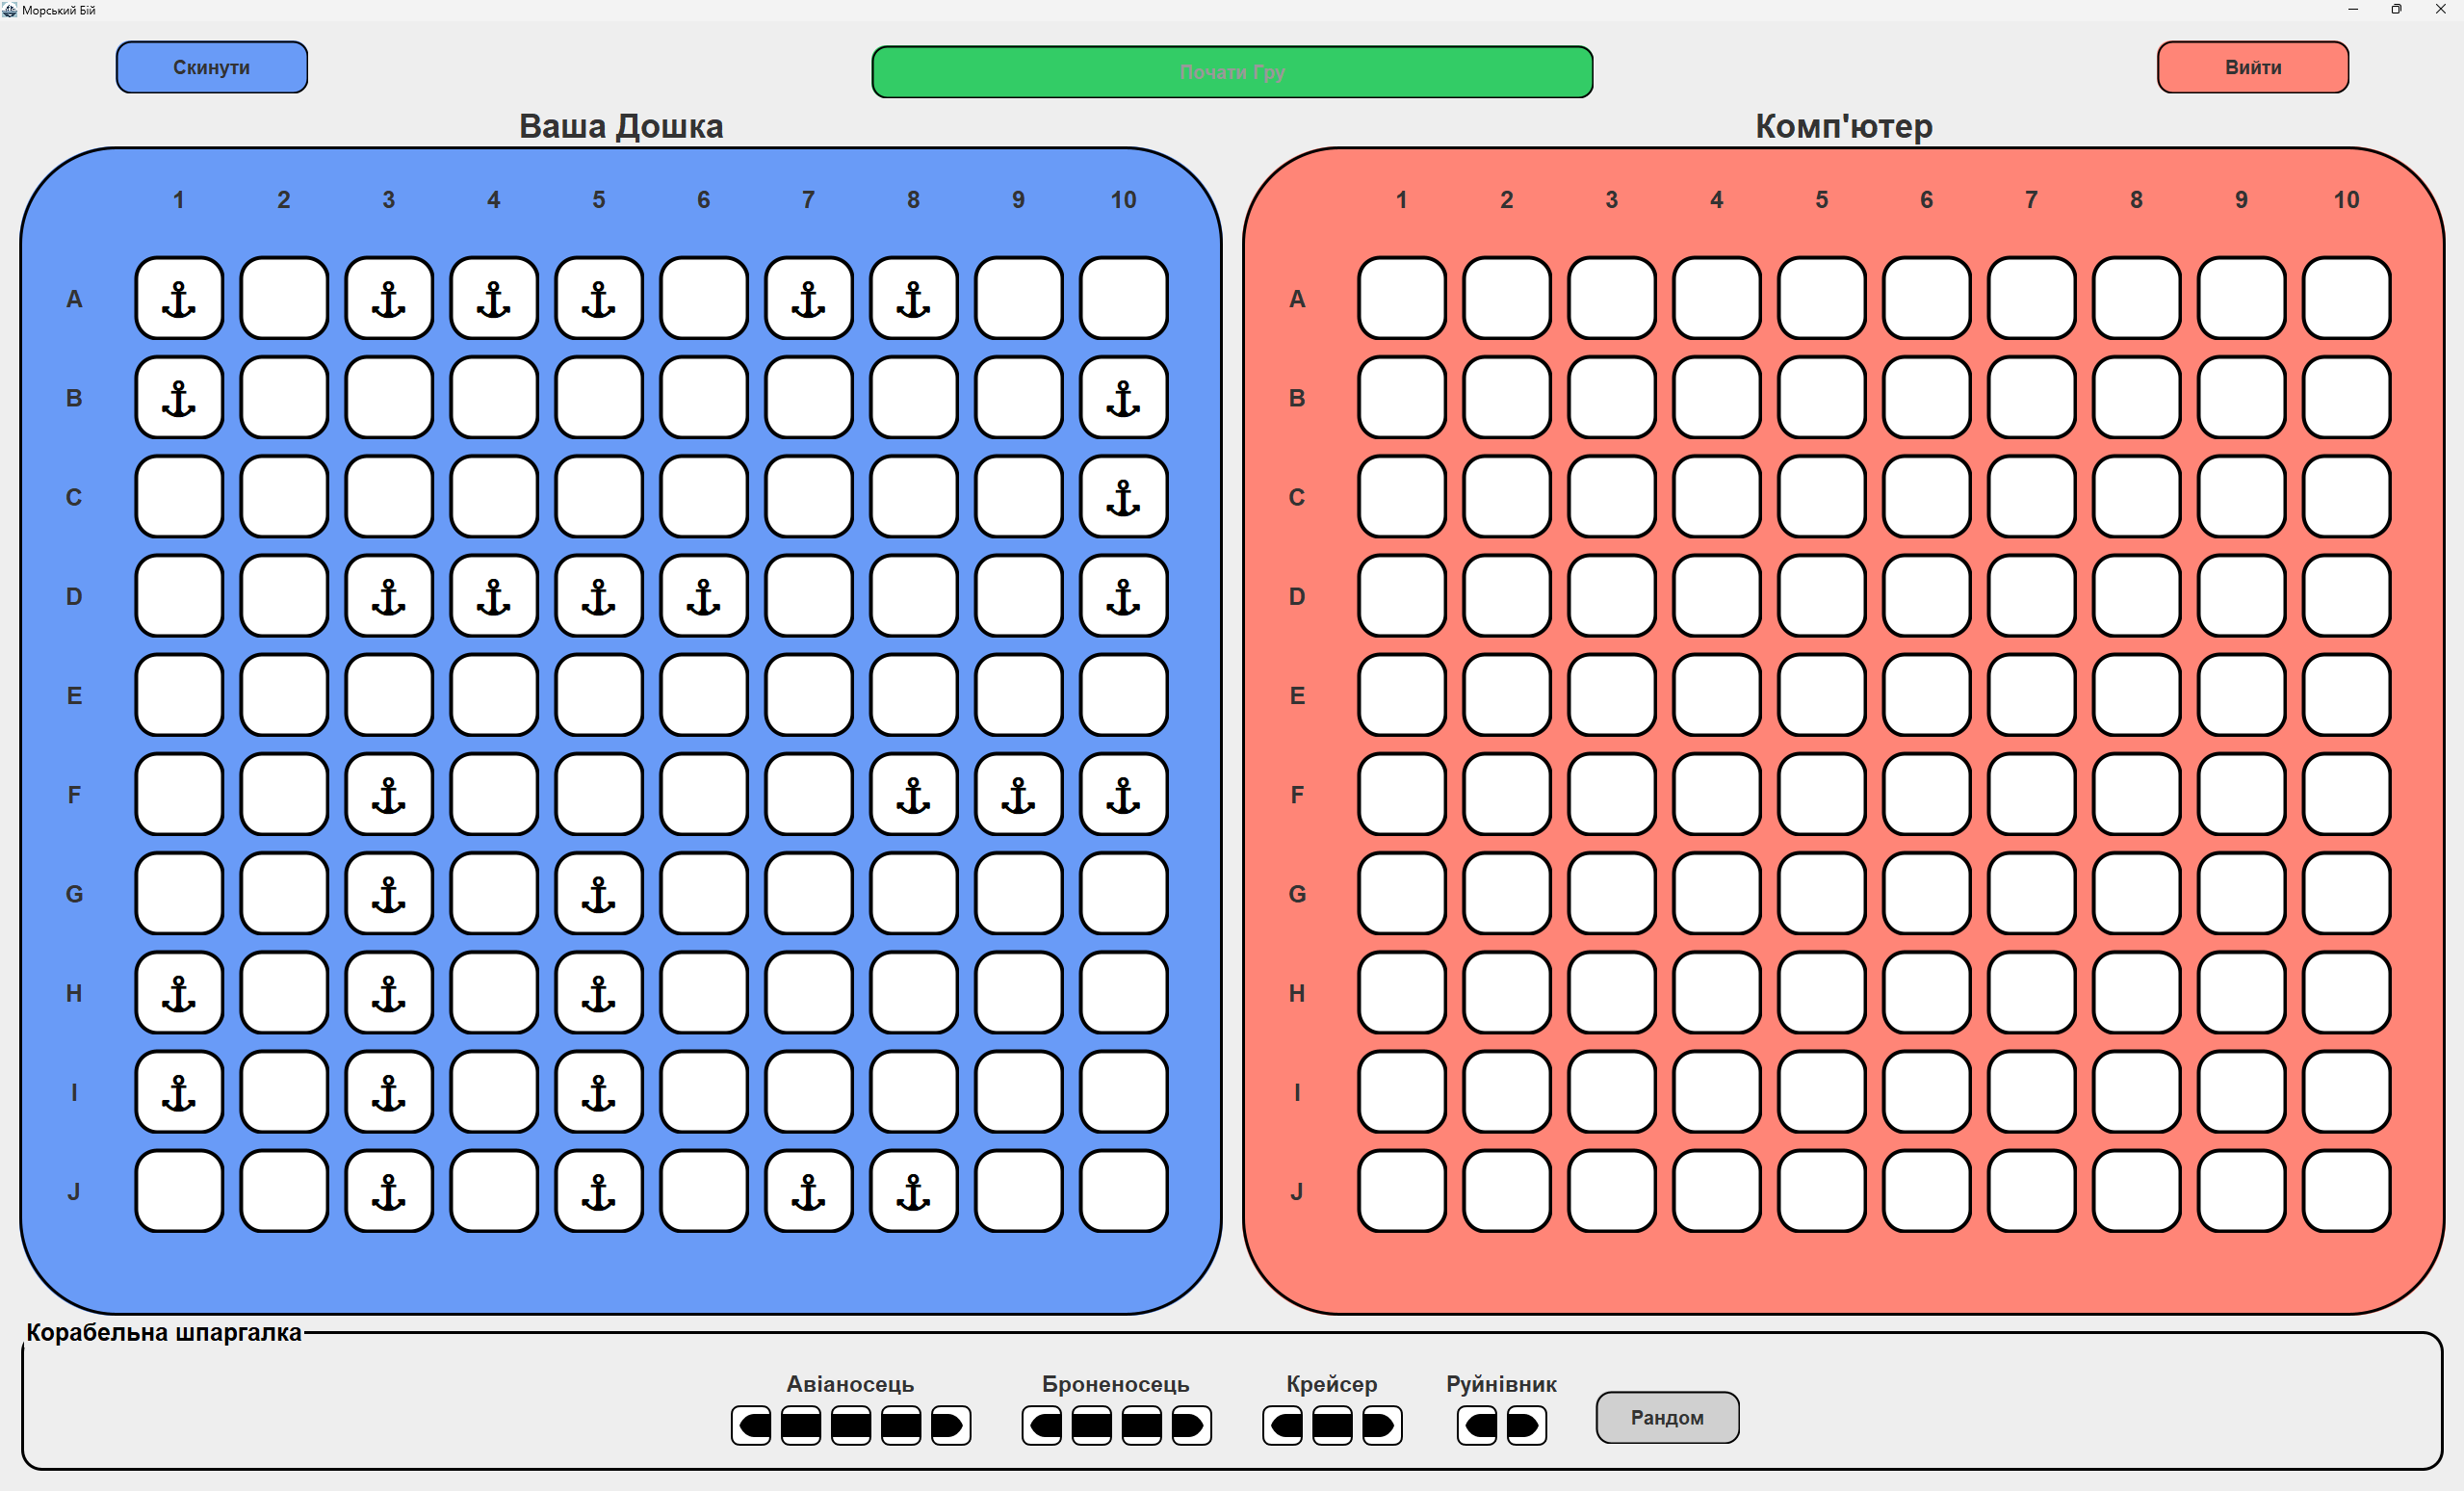 Морський Бій
Скинути
Почати Гру
Вийти
Ваша Дошка
Комп'ютер
1 2 3 4 5 6 7 8 9 10
1 2 3 4 5 6 7 8 9 10
A A
B B
C C
D D
E E
F F
G G
H H
I I
J J
Корабельна шпаргалка
Авіаносець Броненосець Крейсер Руйнівник
Рандом